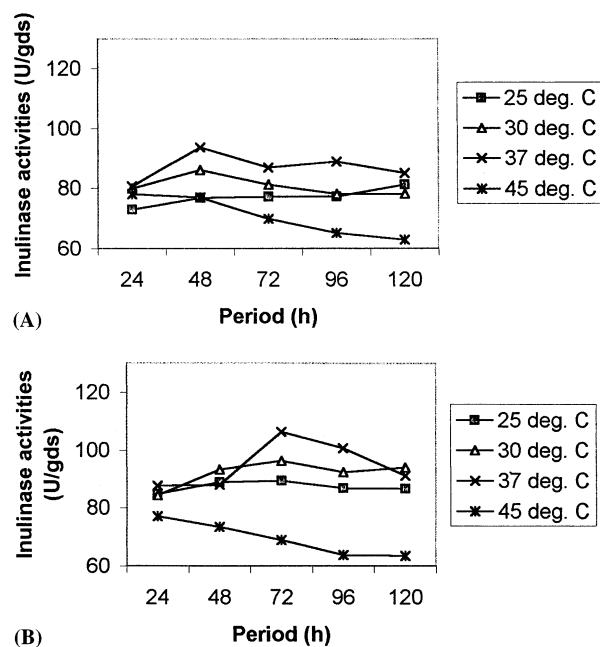 Inulinase activities (U/gds)
120
100
80
60
24 48 72 96 120
Period (h)
(A)
25 deg. C
30 deg. C
37 deg. C
45 deg. C
Inulinase activities
(U/gds)
120
100
80
60
24 48 72 96 120
Period (h)
(B)
25 deg. C
30 deg. C
37 deg. C
45 deg. C